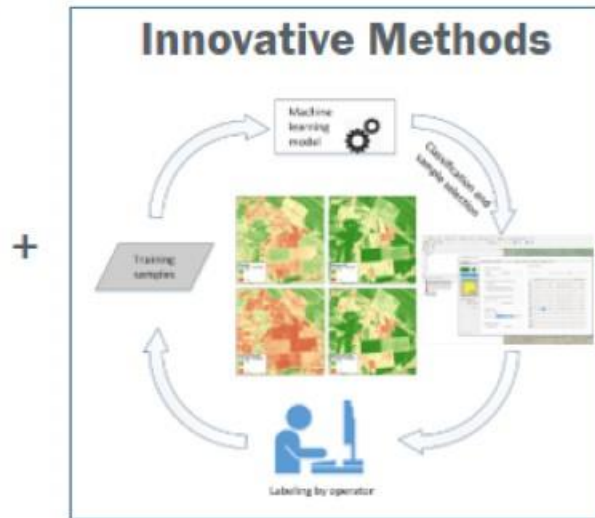 Innovative Methods
Machine
learning
model
Classification and
sample selection
+
Training
samples
Labeling by operator